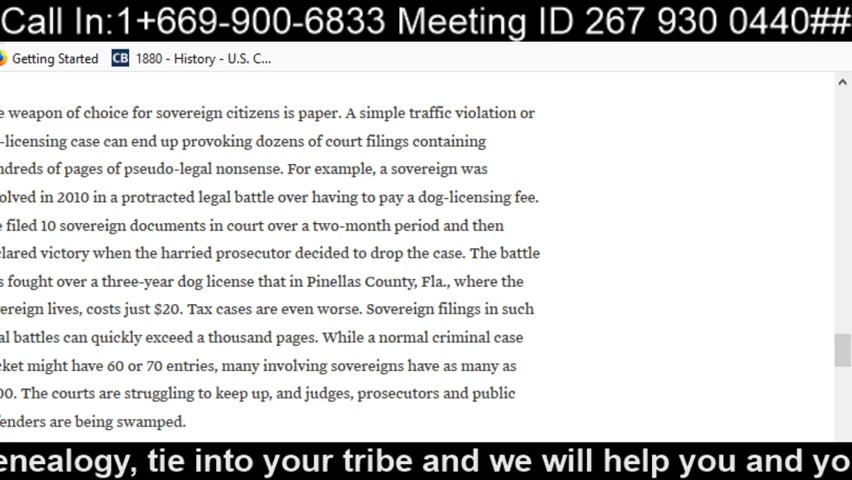 Call In:1+669-900-6833 Meeting ID 267 930 0440##
Getting Started CB 1880 - History - U.S. C...
e weapon of choice for sovereign citizens is paper. A simple traffic violation or
-licensing case can end up provoking dozens of court filings containing
ndreds of pages of pseudo-legal nonsense. For example, a sovereign was
olved in 2010 in a protracted legal battle over having to pay a dog-licensing fee.
e filed 10 sovereign documents in court over a two-month period and then
clared victory when the harried prosecutor decided to drop the case. The battle
s fought over a three-year dog license that in Pinellas County, Fla., where the
vereign lives, costs just $20. Tax cases are even worse. Sovereign filings in such
al battles can quickly exceed a thousand pages. While a normal criminal case
cket might have 60 or 70 entries, many involving sovereigns have as many as
00. The courts are struggling to keep up, and judges, prosecutors and public
fenders are being swamped.
enealogy, tie into your tribe and we will help you and yo